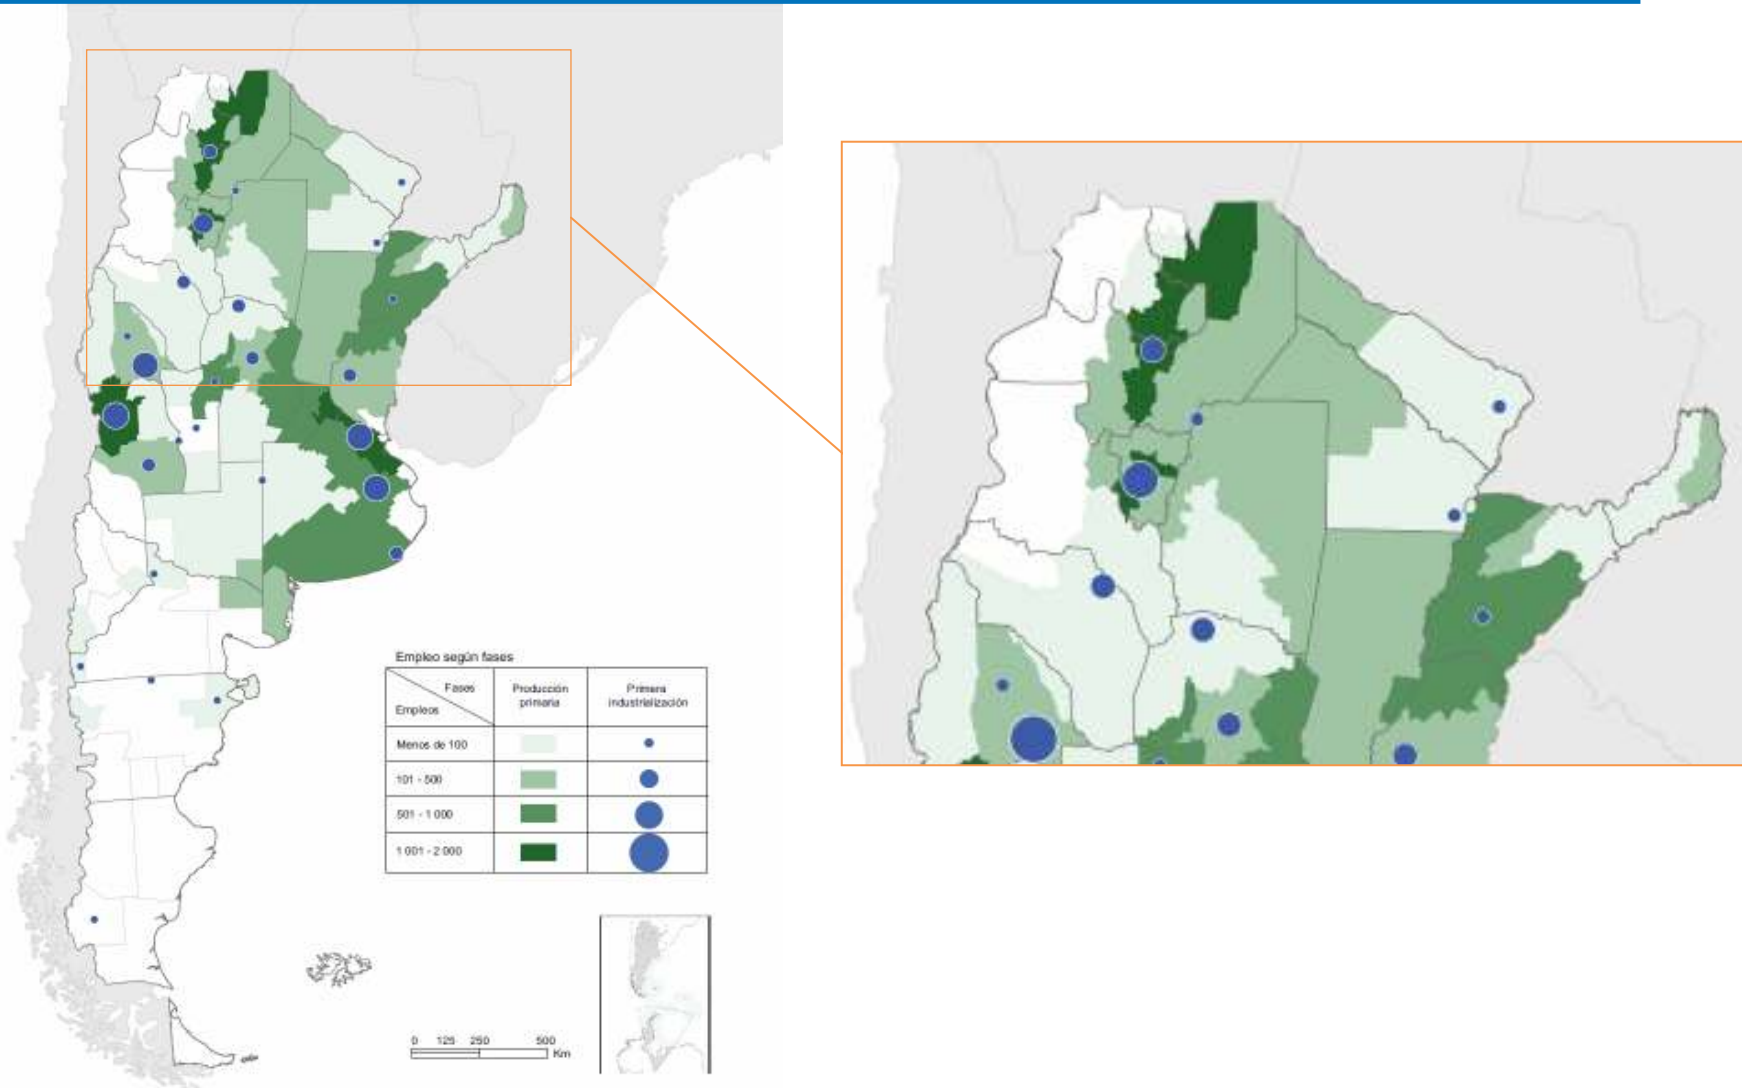 Empleo según fases
Fases
Empleos
Producción
primaria
Primera
industrialización
Menos de 100
101 - 500
501 - 1 000
1 001 - 2 000
0 125 250 500
Km